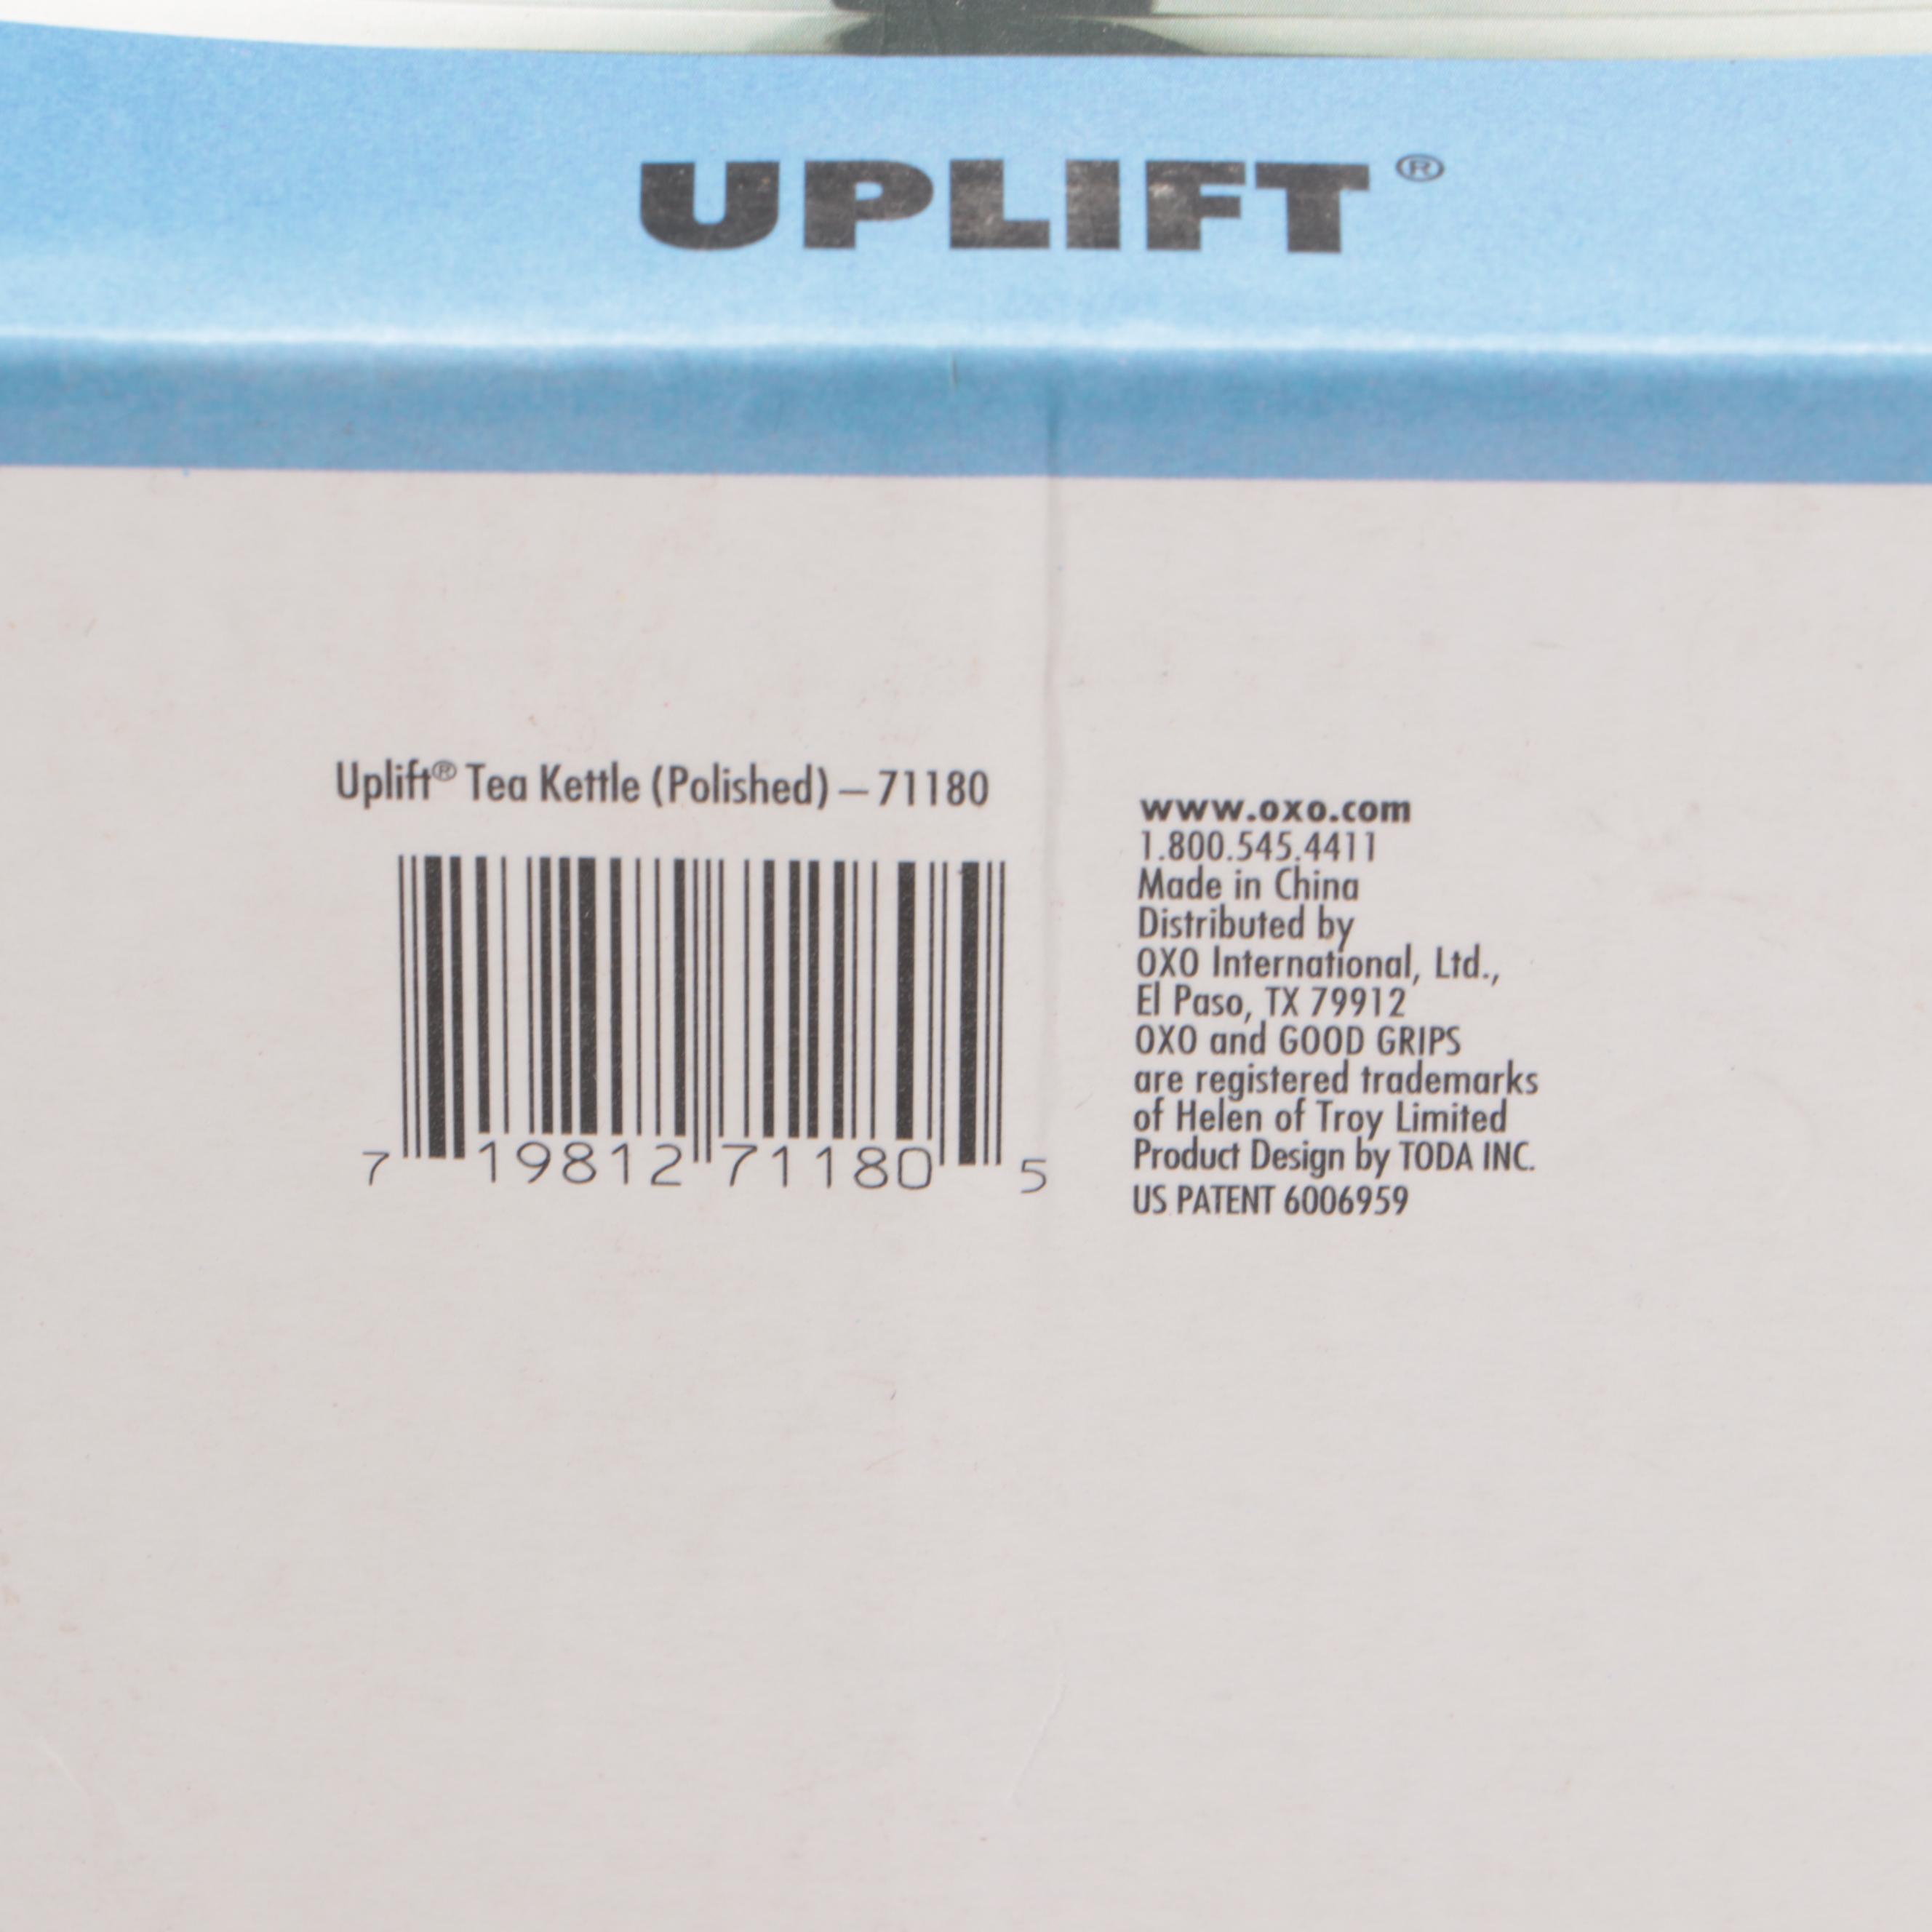 UPLIFT®
Uplift® Tea Kettle (Polished) – 71180
7 19812 71180 5
www.oxo.com
1.800.545.4411
Made in China
Distributed by
OXO International, Ltd.,
El Paso, TX 79912
OXO and GOOD GRIPS
are registered trademarks
of Helen of Troy Limited
Product Design by TODA INC.
US PATENT 6006959